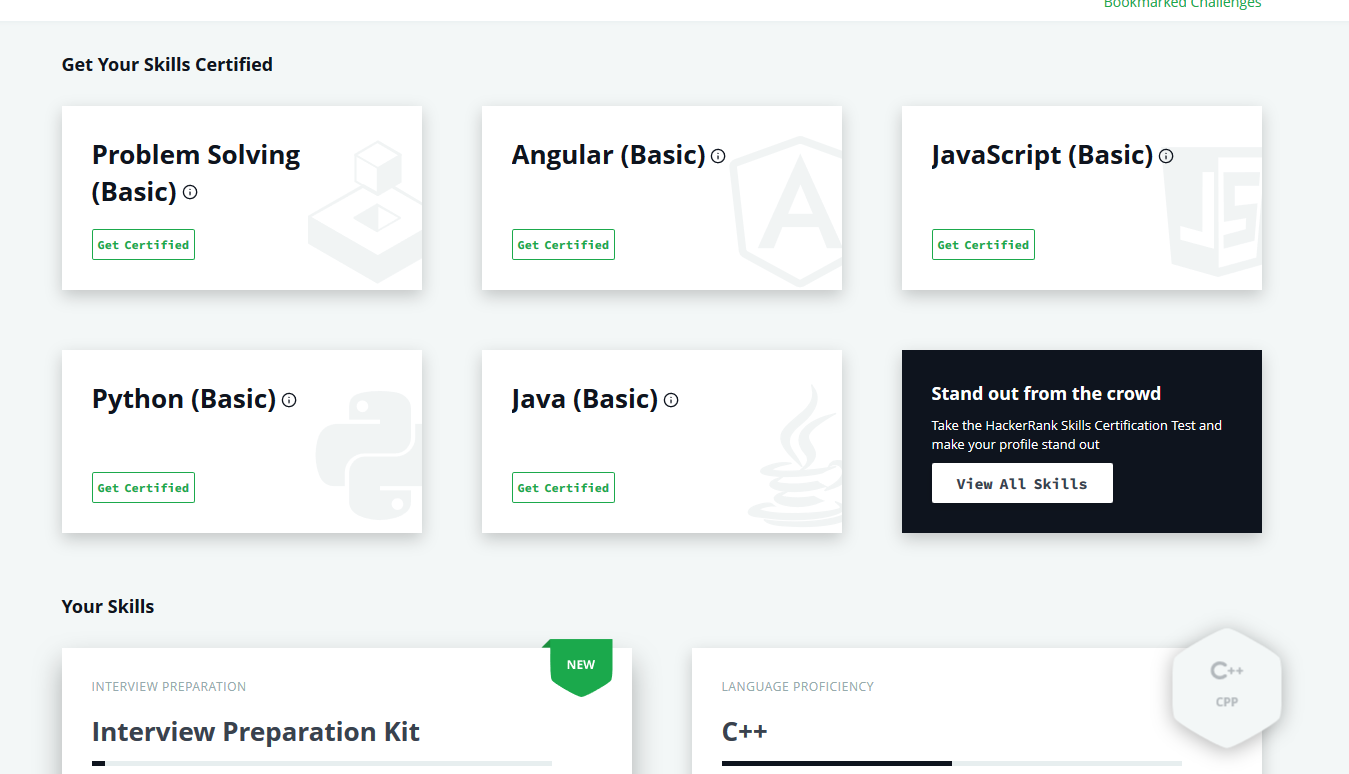 Bookmarked Challenges
Get Your Skills Certified
Problem Solving
(Basic)
Get Certified
Angular (Basic)
Get Certified
JavaScript (Basic)
JS
Get Certified
Python (Basic)
Get Certified
Java (Basic)
Get Certified
Stand out from the crowd
Take the HackerRank Skills Certification Test and
make your profile stand out
View All Skills
Your Skills
NEW
INTERVIEW PREPARATION
Interview Preparation Kit
LANGUAGE PROFICIENCY
C++
C++
CPP